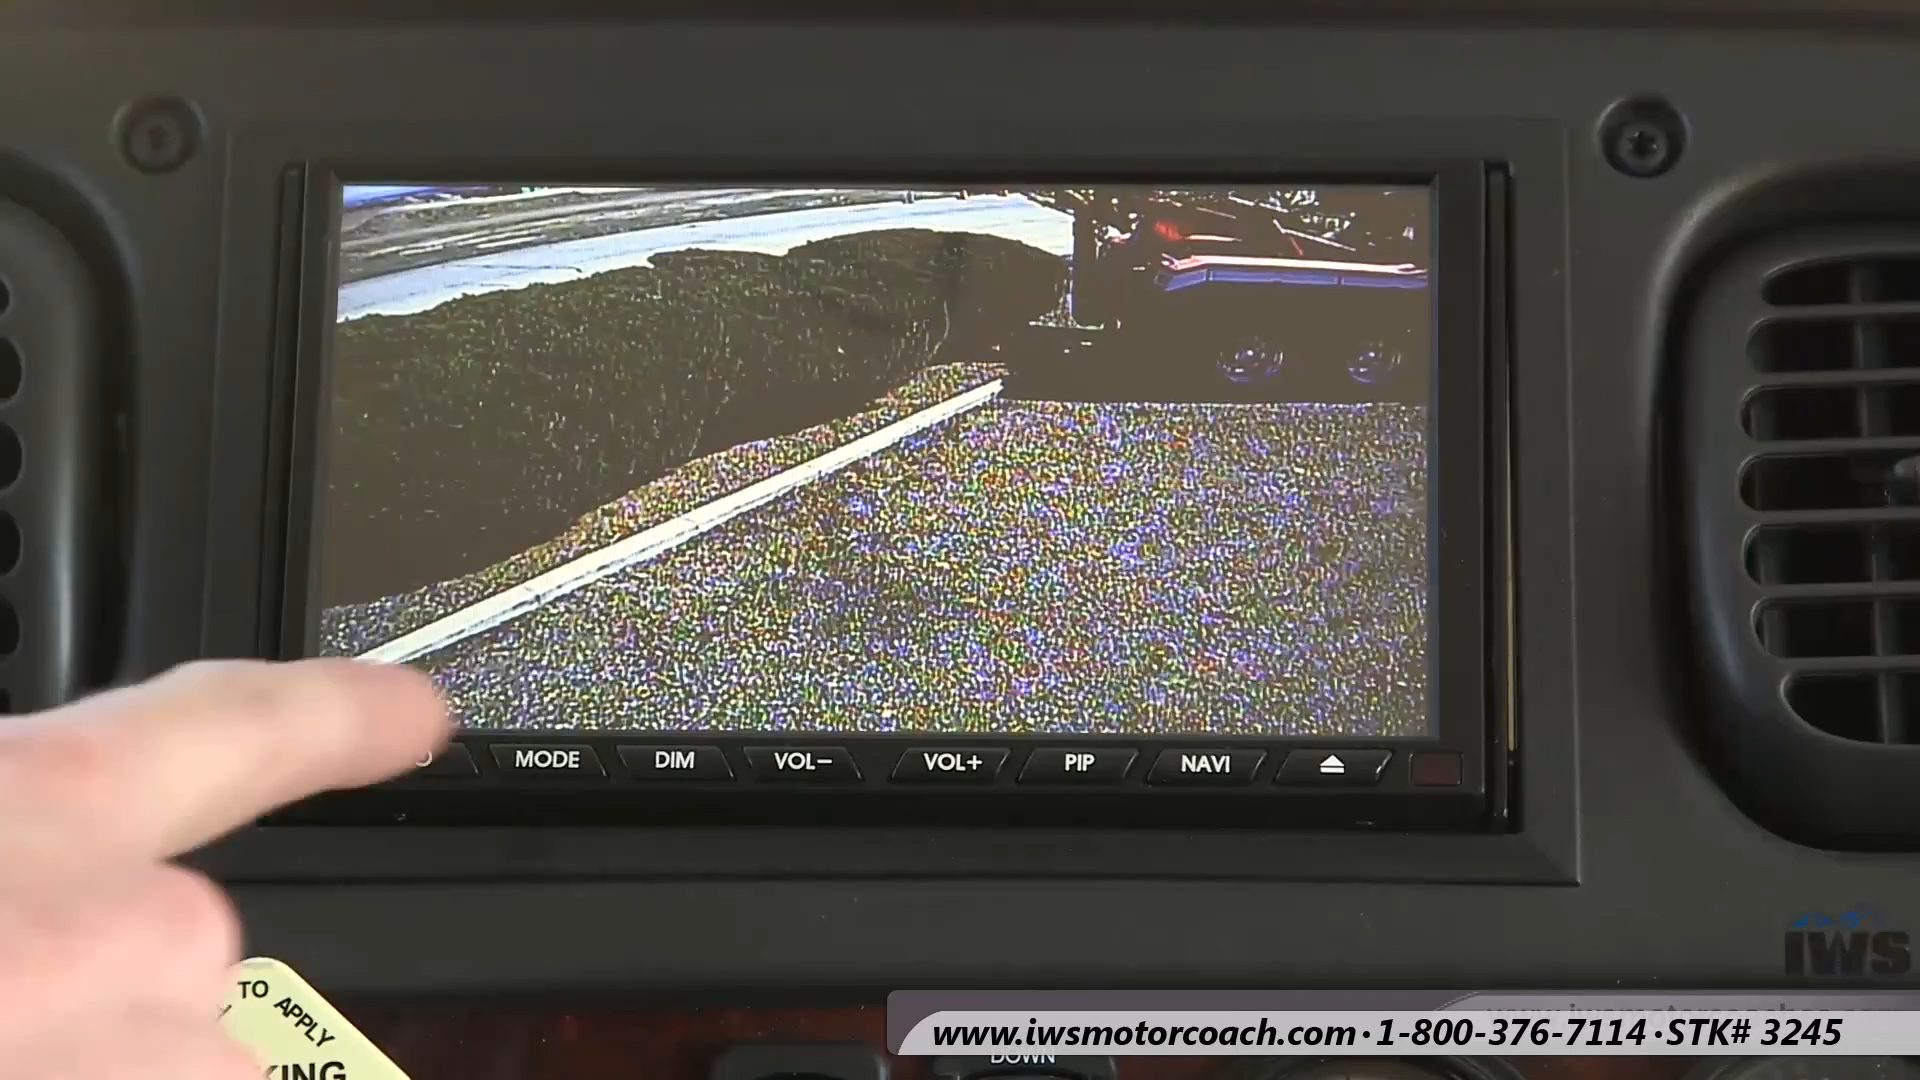 MODE DIM VOL− VOL+ PIP NAVI
iWS
TO APPLY
KING
www.iwsmotorcoach.com·1-800-376-7114·STK# 3245
DOWN